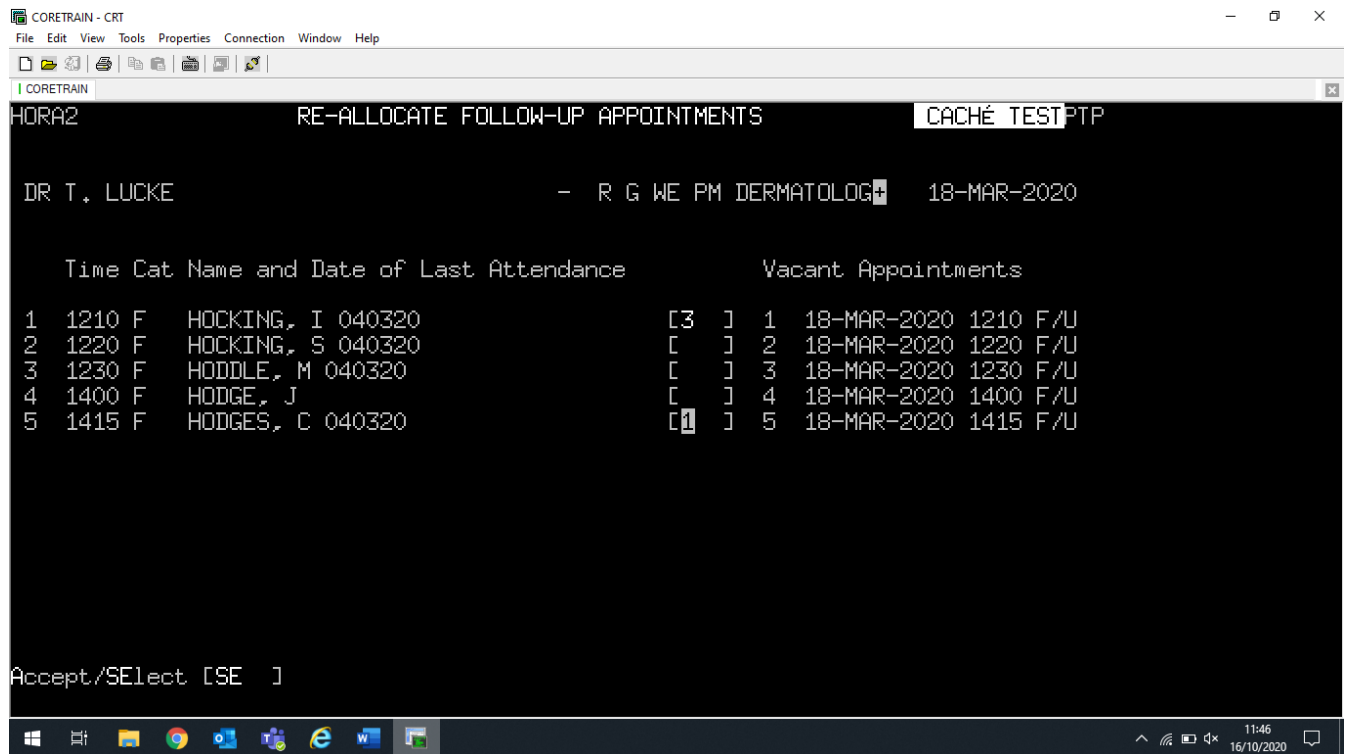 CORETRAIN - CRT
File Edit View Tools Properties Connection Window Help
CORETRAIN
HORA2 RE-ALLOCATE FOLLOW-UP APPOINTMENTS CACHÉ TESTPTP
DR T. LUCKE - R G WE PM DERMATOLOG+ 18-MAR-2020
Time Cat Name and Date of Last Attendance Vacant Appointments
1 1210 F HOCKING, I 040320 [3 ] 1 18-MAR-2020 1210 F/U
2 1220 F HOCKING, S 040320 [ ] 2 18-MAR-2020 1220 F/U
3 1230 F HODDLE, M 040320 [ ] 3 18-MAR-2020 1230 F/U
4 1400 F HODGE, J [ ] 4 18-MAR-2020 1400 F/U
5 1415 F HODGES, C 040320 [1 ] 5 18-MAR-2020 1415 F/U
Accept/SElect [SE ]
11:46
16/10/2020